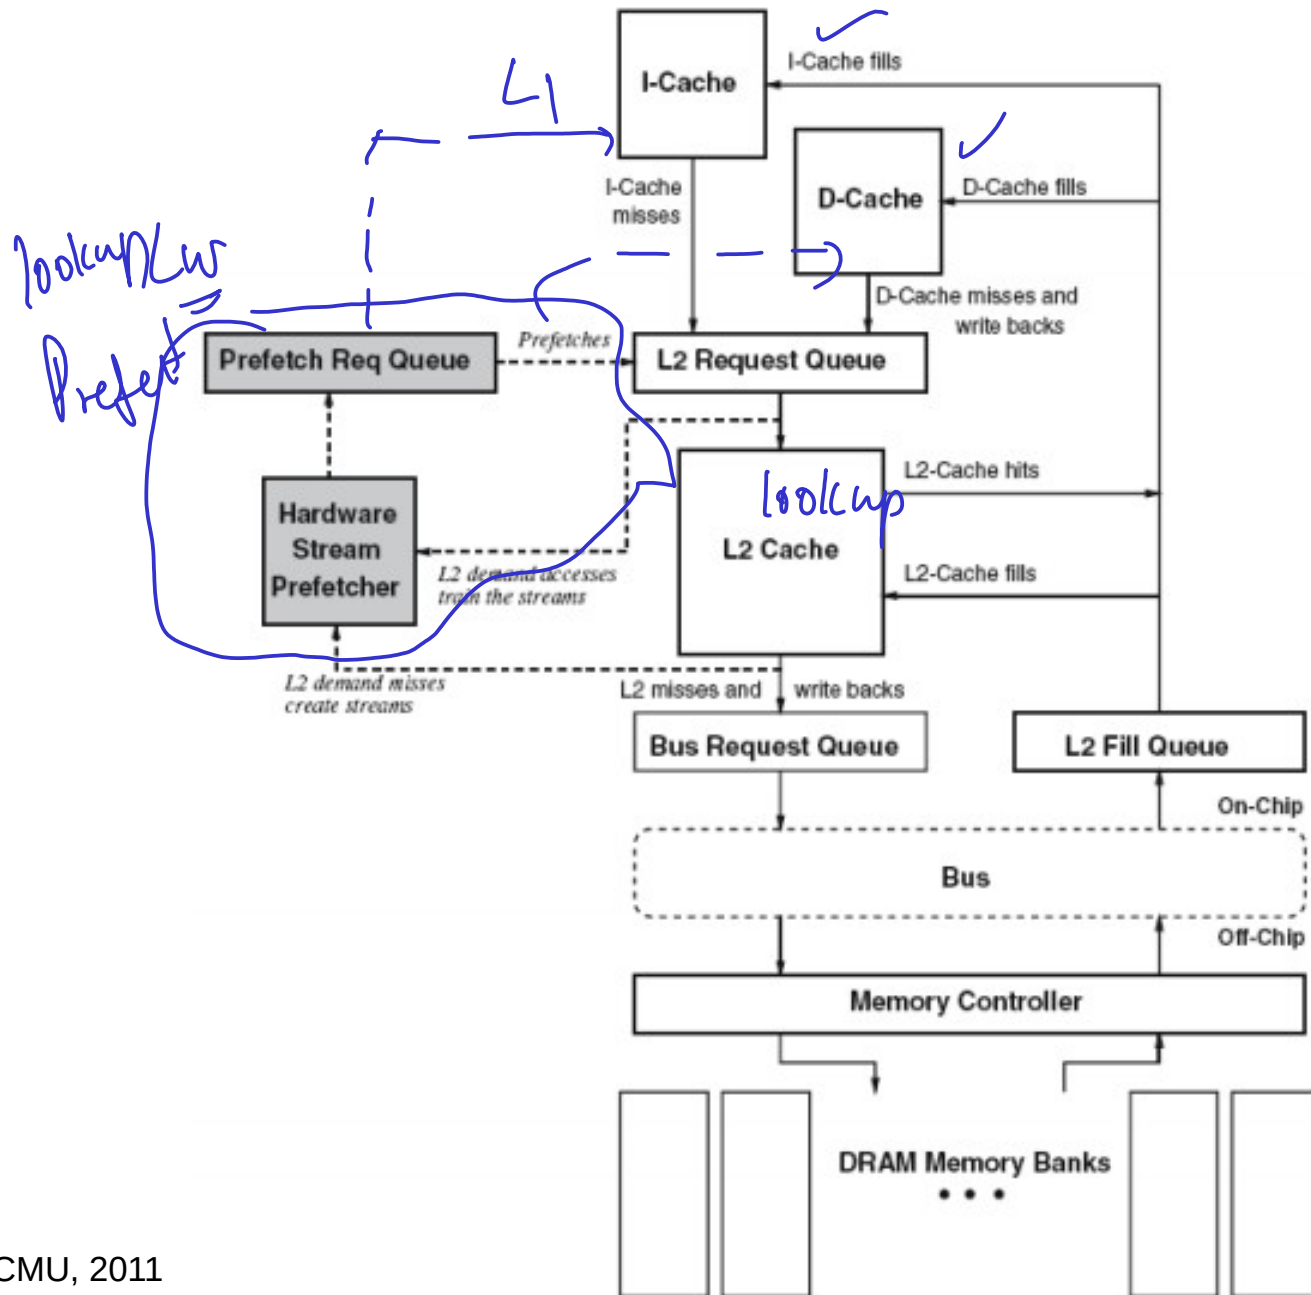 I-Cache
I-Cache fills
L1
D-Cache
D-Cache fills
I-Cache
misses
D-Cache misses and
write backs
Prefetch Req Queue
Prefetches
L2 Request Queue
lookup
L2 Cache
L2-Cache hits
L2-Cache fills
Hardware
Stream
Prefetcher
L2 demand accesses
train the streams
L2 demand misses
create streams
L2 misses and write backs
Bus Request Queue
L2 Fill Queue
On-Chip
Bus
Off-Chip
Memory Controller
DRAM Memory Banks
• • •
CMU, 2011